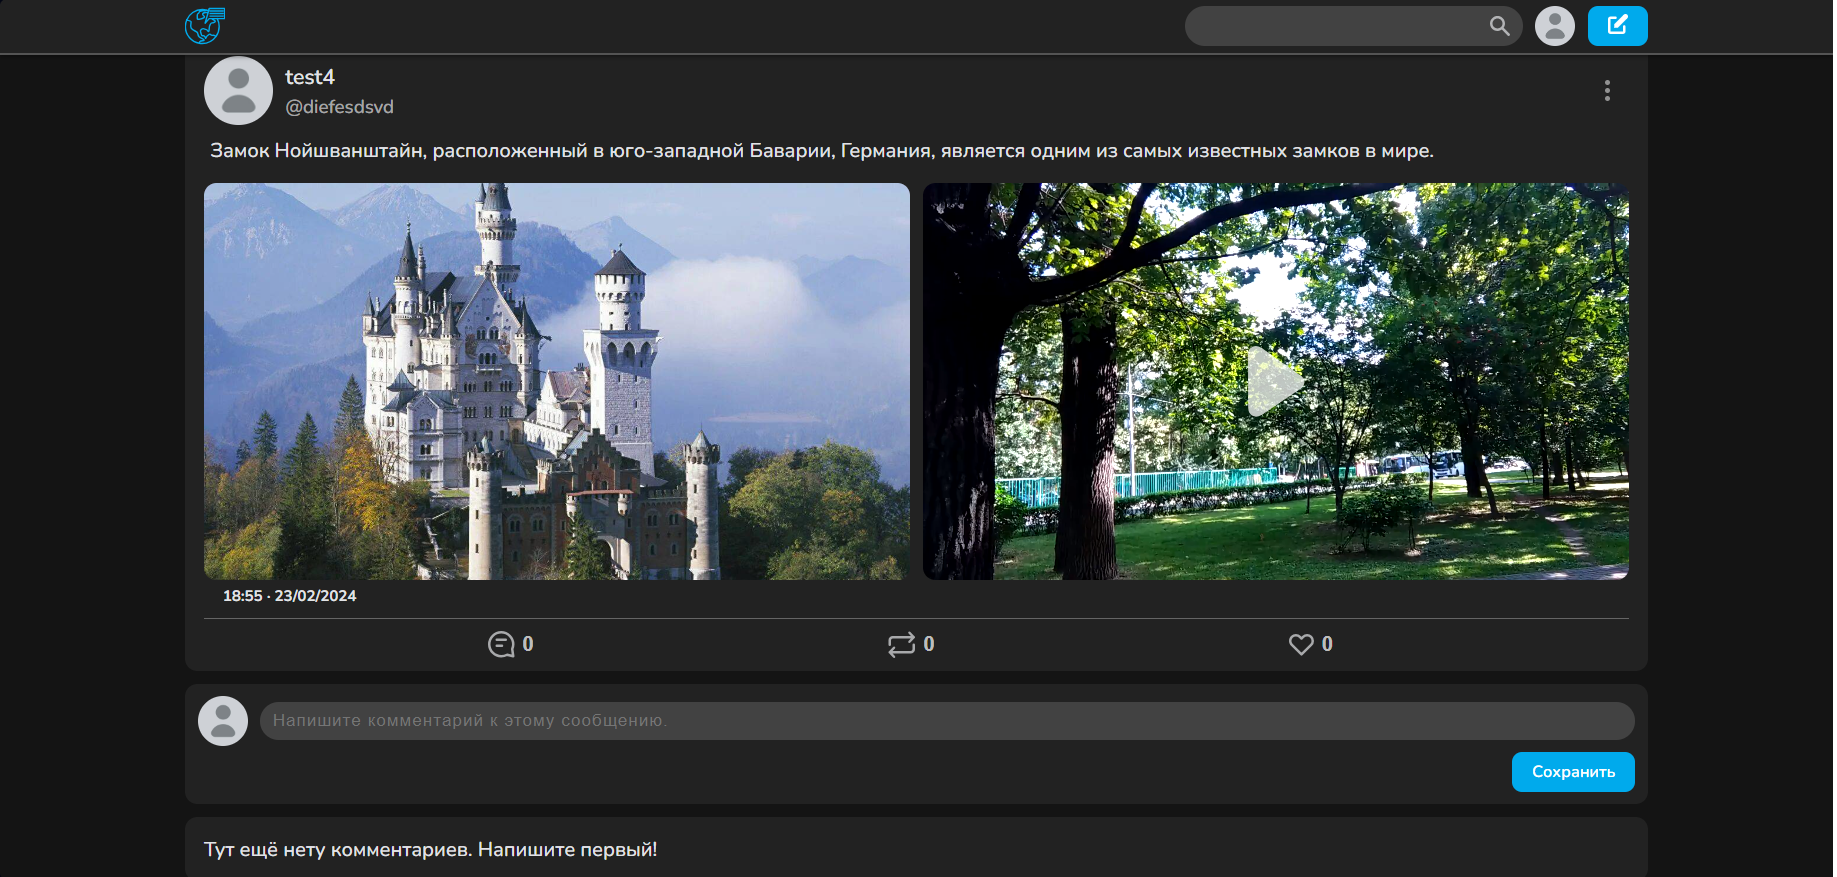 test4
@diefesdsvd
Замок Нойшванштайн, расположенный в юго-западной Баварии, Германия, является одним из самых известных замков в мире.
18:55 · 23/02/2024
0 0 0
Напишите комментарий к этому сообщению.
Сохранить
Тут ещё нету комментариев. Напишите первый!